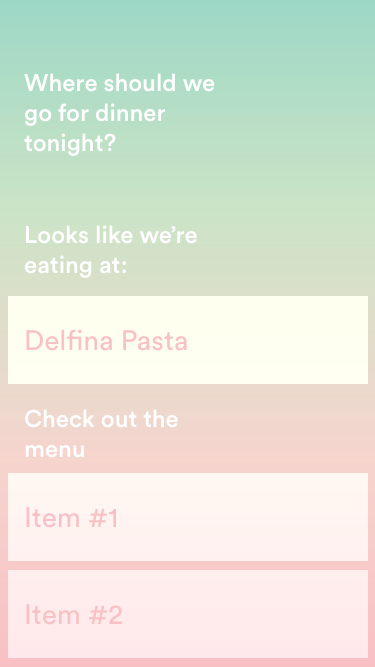 Where should we
go for dinner
tonight?
Looks like we’re
eating at:
Delfina Pasta
Check out the
menu
Item #1
Item #2